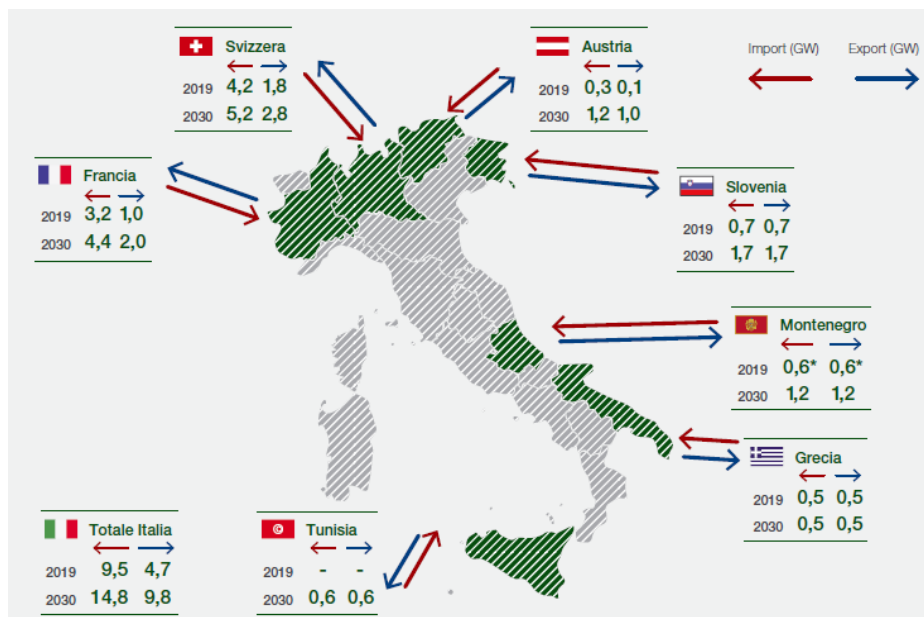 Svizzera
2019 4,2 1,8
2030 5,2 2,8
Austria
2019 0,3 0,1
2030 1,2 1,0
Import (GW) Export (GW)
Francia
2019 3,2 1,0
2030 4,4 2,0
Slovenia
2019 0,7 0,7
2030 1,7 1,7
Montenegro
2019 0,6* 0,6*
2030 1,2 1,2
Grecia
2019 0,5 0,5
2030 0,5 0,5
Totale Italia
2019 9,5 4,7
2030 14,8 9,8
Tunisia
2019 - -
2030 0,6 0,6